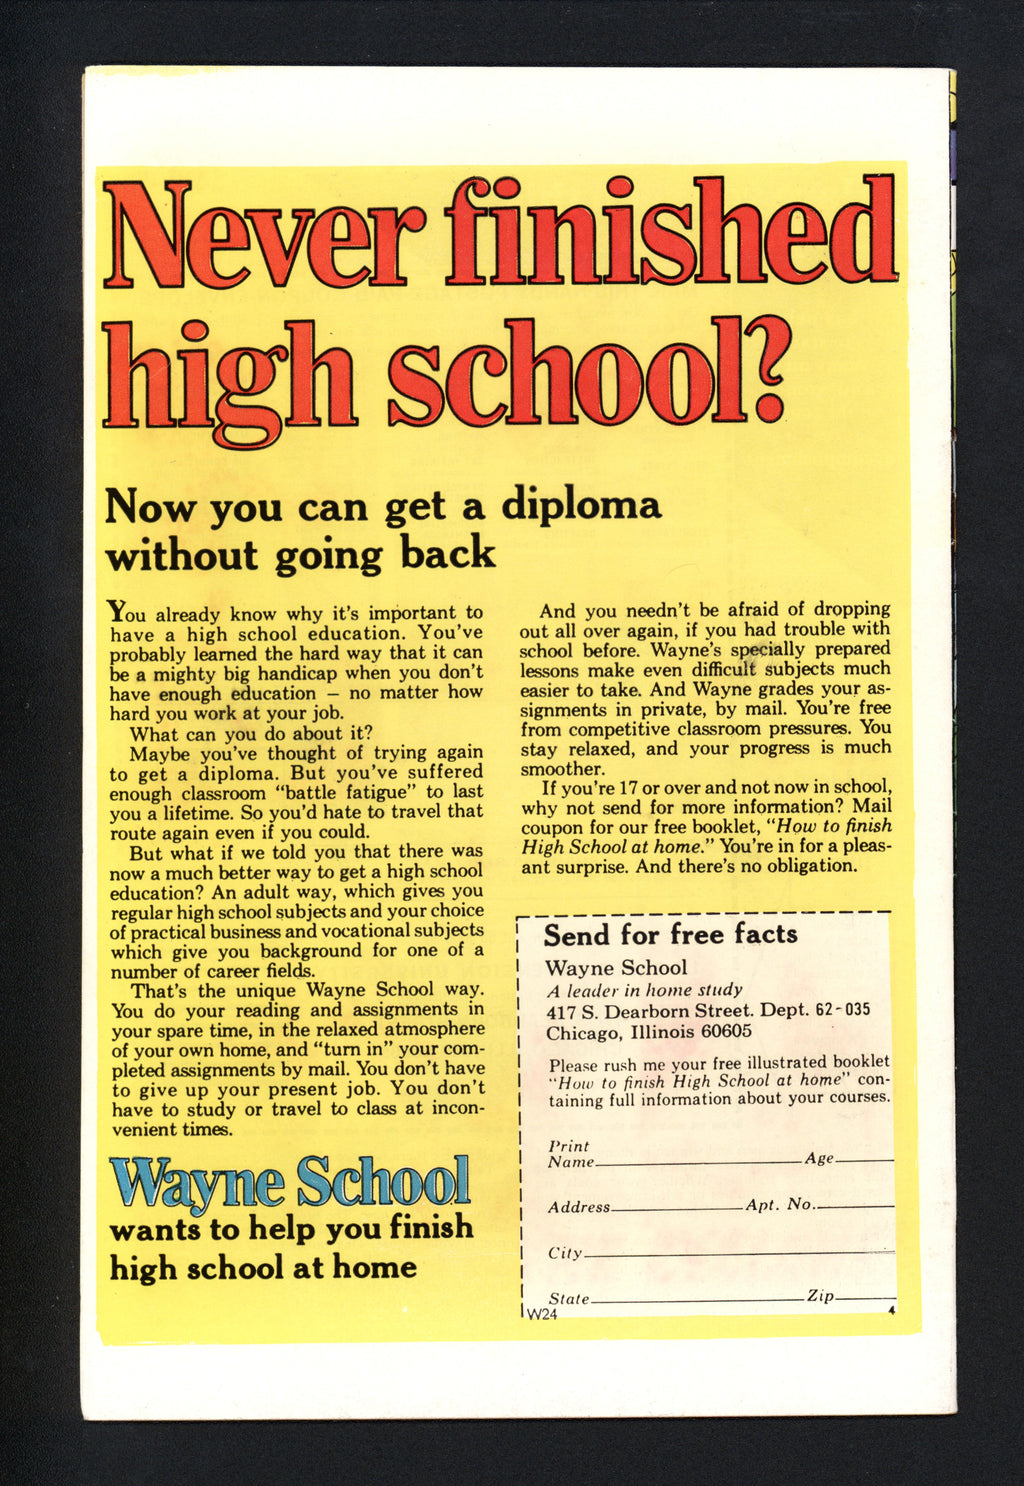 Never finished
high school?
Now you can get a diploma
without going back
You already know why it's important to
have a high school education. You've
probably learned the hard way that it can
be a mighty big handicap when you don't
have enough education – no matter how
hard you work at your job.
What can you do about it?
Maybe you've thought of trying again
to get a diploma. But you've suffered
enough classroom "battle fatigue" to last
you a lifetime. So you'd hate to travel that
route again even if you could.
But what if we told you that there was
now a much better way to get a high school
education? An adult way, which gives you
regular high school subjects and your choice
of practical business and vocational subjects
which give you background for one of a
number of career fields.
That's the unique Wayne School way.
You do your reading and assignments in
your spare time, in the relaxed atmosphere
of your own home, and "turn in" your com-
pleted assignments by mail. You don't have
to give up your present job. You don't
have to study or travel to class at incon-
venient times.
Wayne School
wants to help you finish
high school at home
And you needn't be afraid of dropping
out all over again, if you had trouble with
school before. Wayne's specially prepared
lessons make even difficult subjects much
easier to take. And Wayne grades your as-
signments in private, by mail. You're free
from competitive classroom pressures. You
stay relaxed, and your progress is much
smoother.
If you're 17 or over and not now in school,
why not send for more information? Mail
coupon for our free booklet, "How to finish
High School at home." You're in for a pleas-
ant surprise. And there's no obligation.
Send for free facts
Wayne School
A leader in home study
417 S. Dearborn Street. Dept. 62-035
Chicago, Illinois 60605
Please rush me your free illustrated booklet
"How to finish High School at home" con-
taining full information about your courses.
Print
Name Age
Address Apt. No.
City
State Zip
W24 4